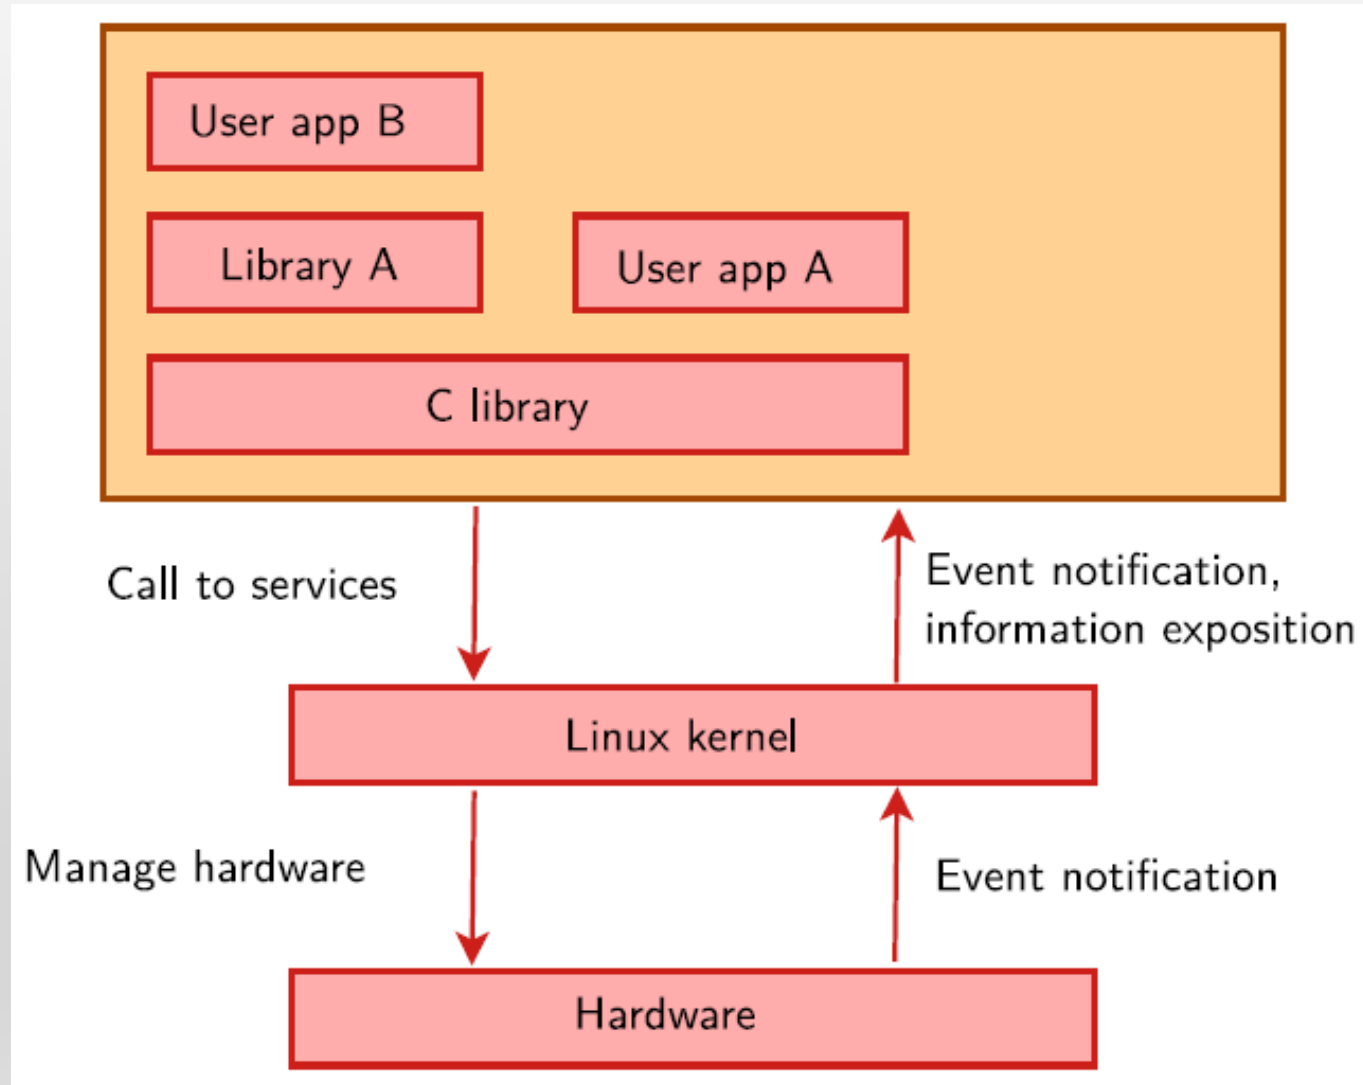 User app B
Library A
User app A
C library
Call to services
Event notification,
information exposition
Linux kernel
Manage hardware
Event notification
Hardware